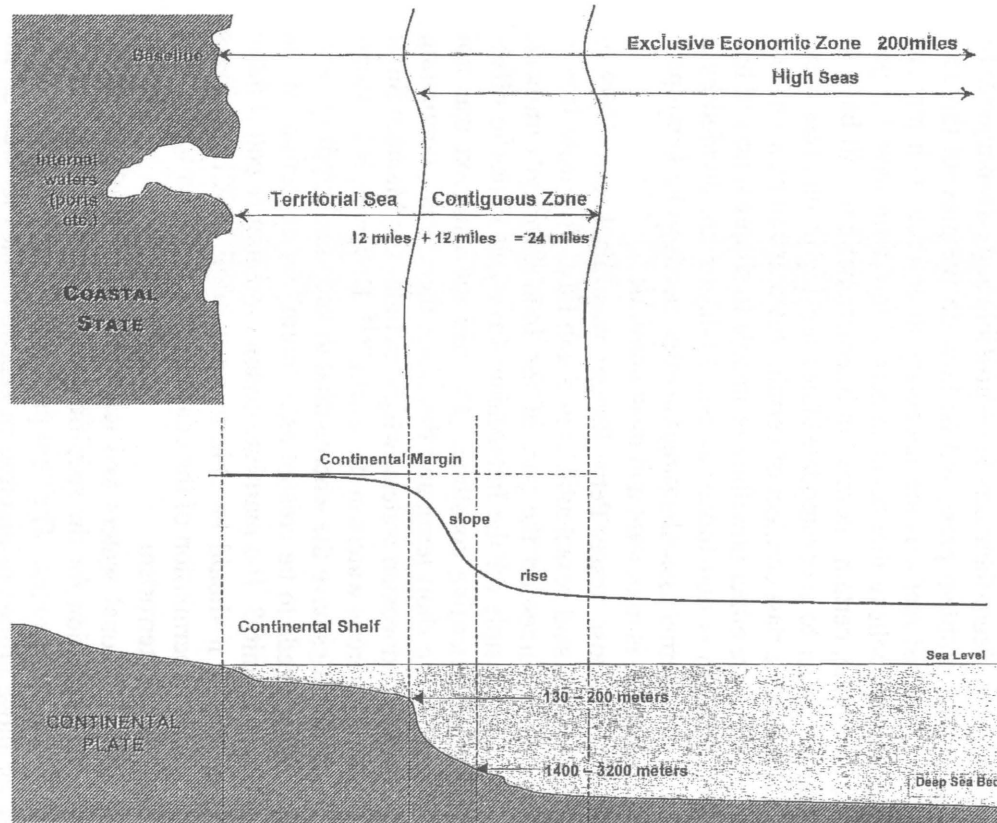 Exclusive Economic Zone 200miles
Baseline
High Seas
Internal
waters
(ports
etc.)
Territorial Sea Contiguous Zone
12 miles + 12 miles = 24 miles
COASTAL
STATE
Continental Margin
slope
rise
Continental Shelf
Sea Level
130 – 200 meters
CONTINENTAL
PLATE
1400 – 3200 meters
Deep Sea Bed